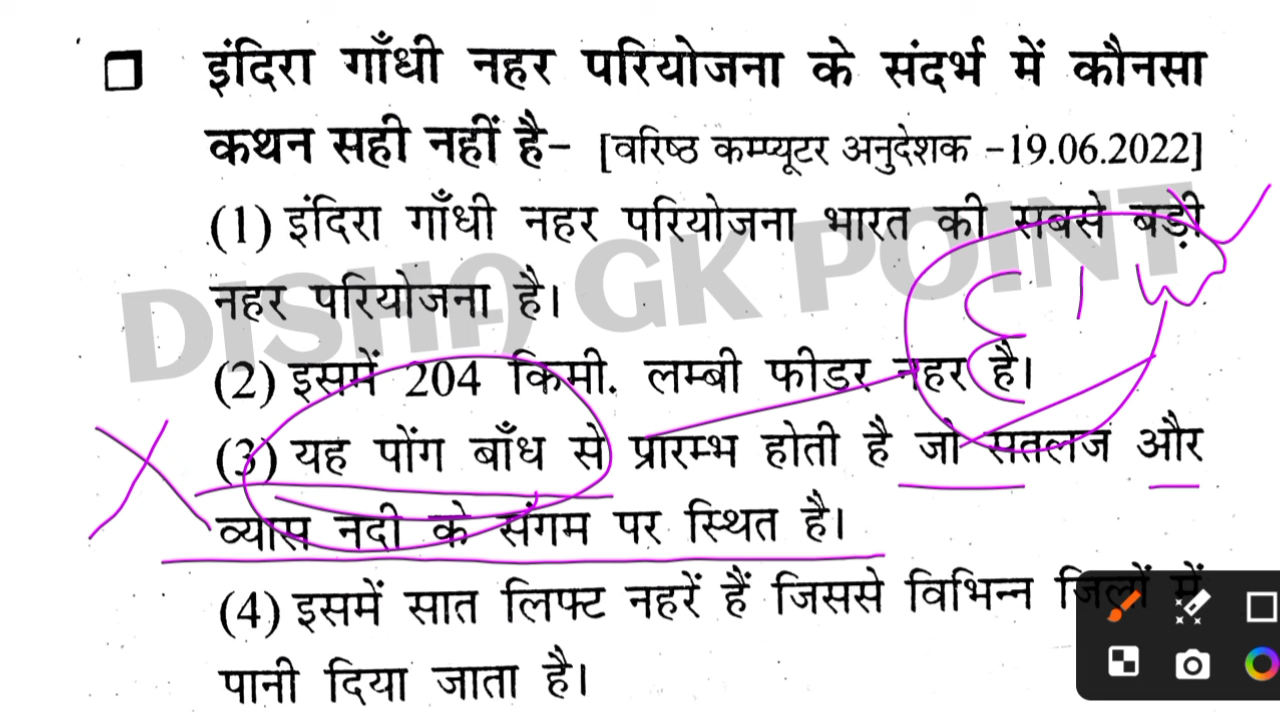 इंदिरा गाँधी नहर परियोजना के संदर्भ में कौनसा
कथन सही नहीं है- [वरिष्ठ कम्प्यूटर अनुदेशक -19.06.2022]
(1) इंदिरा गाँधी नहर परियोजना भारत की सबसे बड़ी
नहर परियोजना है।
(2) इसमें 204 किमी. लम्बी फीडर नहर है।
(3) यह पोंग बाँध से प्रारम्भ होती है जो सतलज और
व्यास नदी के संगम पर स्थित है।
(4) इसमें सात लिफ्ट नहरें हैं जिससे विभिन्न जिलों में
पानी दिया जाता है।
DISHA GK POINT